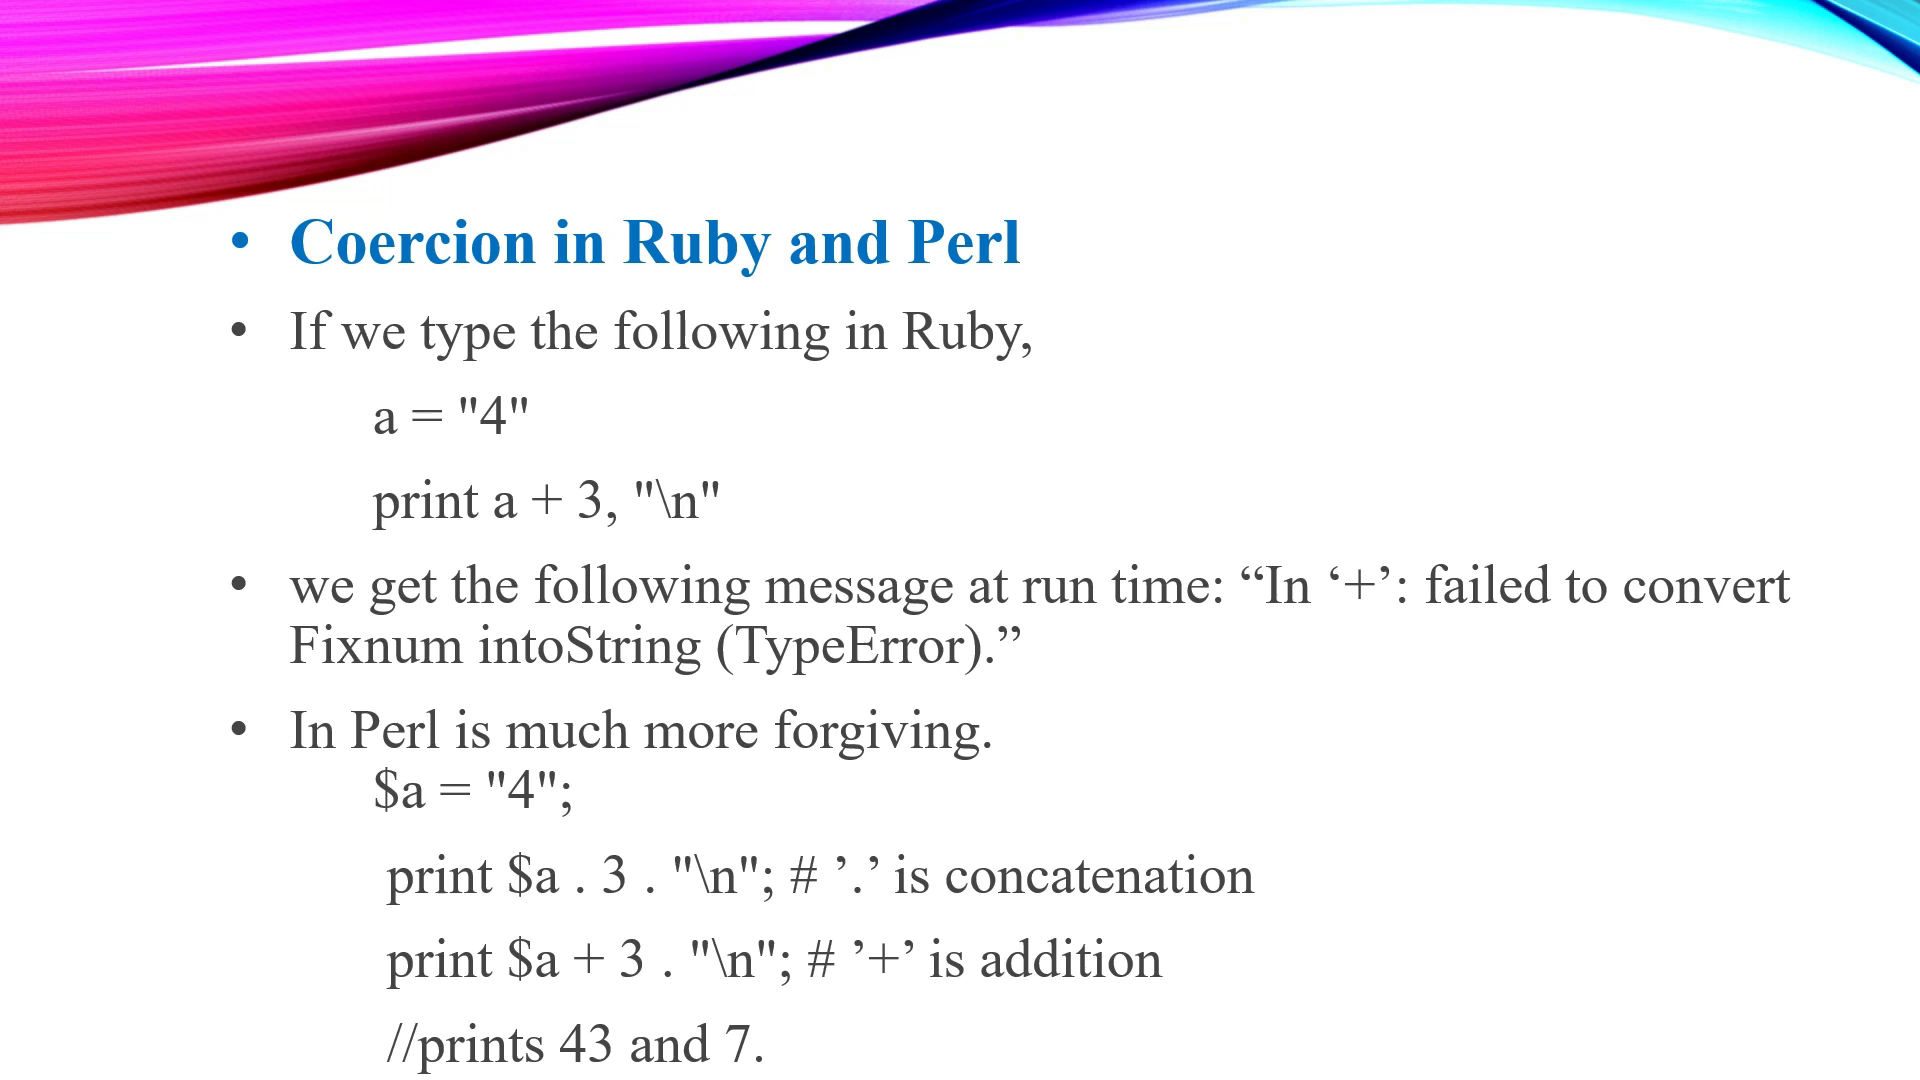 • Coercion in Ruby and Perl
• If we type the following in Ruby,
a = "4"
print a + 3, "\n"
• we get the following message at run time: “In ‘+’: failed to convert
Fixnum intoString (TypeError).”
• In Perl is much more forgiving.
$a = "4";
print $a . 3 . "\n"; # ’.’ is concatenation
print $a + 3 . "\n"; # ’+’ is addition
//prints 43 and 7.